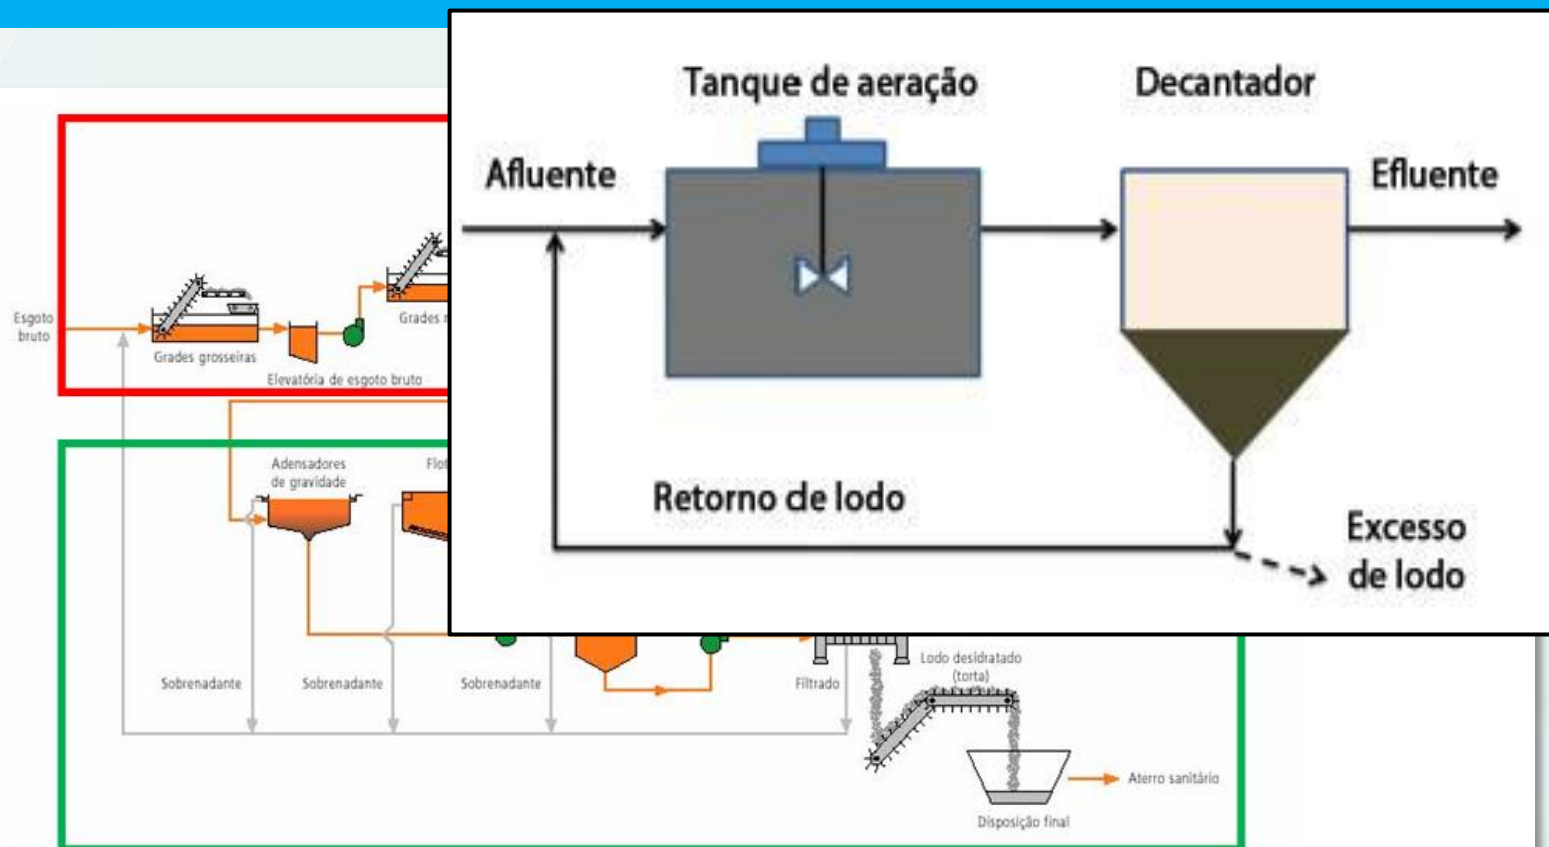 Tanque de aeração
Decantador
Afluente
Efluente
Retorno de lodo
Excesso
de lodo
Esgoto
bruto
Grades grosseiras
Grades
Elevatória de esgoto bruto
Adensadores
de gravidade
Sobrenadante
Sobrenadante
Sobrenadante
Filtrado
Lodo desidratado
(torta)
Aterro sanitário
Disposição final